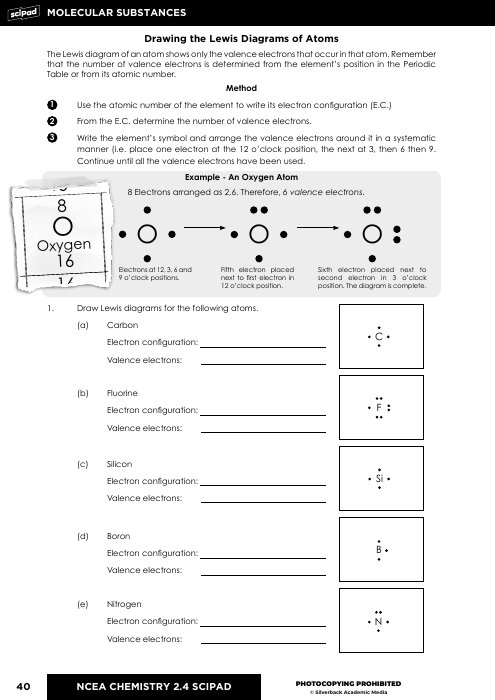 scipad MOLECULAR SUBSTANCES
Drawing the Lewis Diagrams of Atoms
The Lewis diagram of an atom shows only the valence electrons that occur in that atom. Remember
that the number of valence electrons is determined from the element's position in the Periodic
Table or from its atomic number.
Method
1 Use the atomic number of the element to write its electron configuration (E.C.)
2 From the E.C. determine the number of valence electrons.
3 Write the element's symbol and arrange the valence electrons around it in a systematic
manner (i.e. place one electron at the 12 o'clock position, the next at 3, then 6 then 9.
Continue until all the valence electrons have been used.
Example - An Oxygen Atom
8 Electrons arranged as 2,6. Therefore, 6 valence electrons.
8
O
Oxygen
16
O
O
O
Electrons at 12, 3, 6 and
9 o'clock positions.
Fifth electron placed
next to first electron in
12 o'clock position.
Sixth electron placed next to
second electron in 3 o'clock
position. The diagram is complete.
1. Draw Lewis diagrams for the following atoms.
(a) Carbon
Electron configuration:
Valence electrons:
C
(b) Fluorine
Electron configuration:
Valence electrons:
F
(c) Silicon
Electron configuration:
Valence electrons:
Si
(d) Boron
Electron configuration:
Valence electrons:
B
(e) Nitrogen
Electron configuration:
Valence electrons:
N
40 NCEA CHEMISTRY 2.4 SCIPAD
PHOTOCOPYING PROHIBITED
© Silverback Academic Media